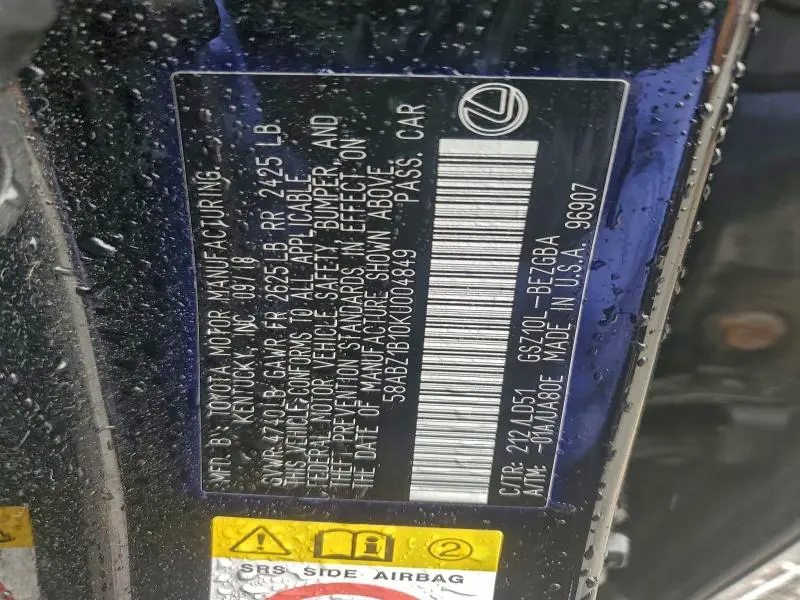 MFD. BY: TOYOTA MOTOR MANUFACTURING.
KENTUCKY, INC. 09/18
GVWR 4740LB/GAWR FR 2625 LB RR 2425 LB.
THIS VEHICLE CONFORMS TO ALL APPLICABLE
FEDERAL MOTOR VEHICLE SAFETY, BUMPER, AND
THEFT PREVENTION STANDARDS IN EFFECT ON
THE DATE OF MANUFACTURE SHOWN ABOVE.
58ABZ1B10KU004849 PASS. CAR
C/TR: 212 /LD51 GSZ10L-BEZGBA
A/TM: -01A/UA80E MADE IN U.S.A. 96907
2
SRS SIDE AIRBAG